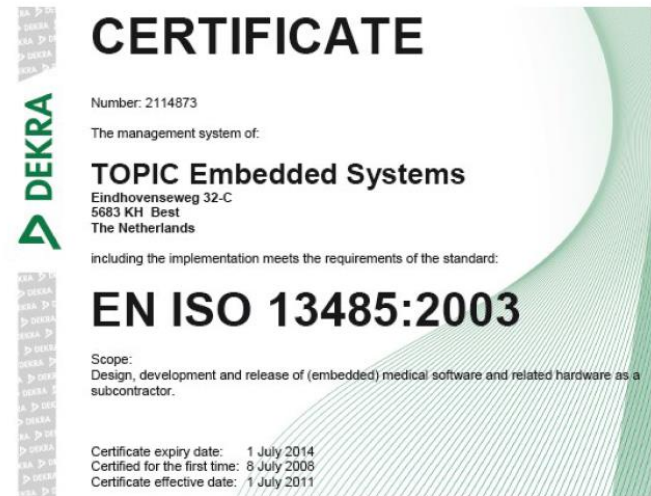 CERTIFICATE
DEKRA
Number: 2114873
The management system of:
TOPIC Embedded Systems
Eindhovenseweg 32-C
5683 KH Best
The Netherlands
including the implementation meets the requirements of the standard:
EN ISO 13485:2003
Scope:
Design, development and release of (embedded) medical software and related hardware as a
subcontractor.
Certificate expiry date: 1 July 2014
Certified for the first time: 8 July 2008
Certificate effective date: 1 July 2011